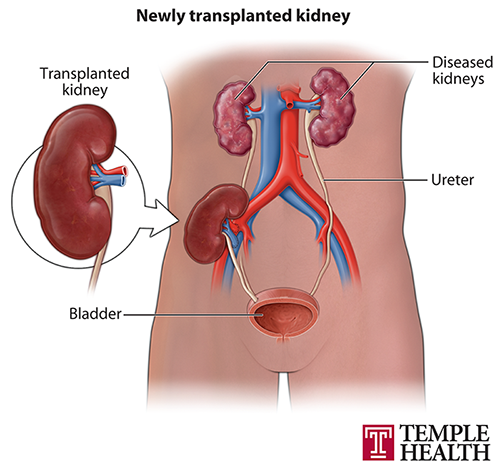 Newly transplanted kidney
Transplanted
kidney
Diseased
kidneys
Ureter
Bladder
TEMPLE
HEALTH